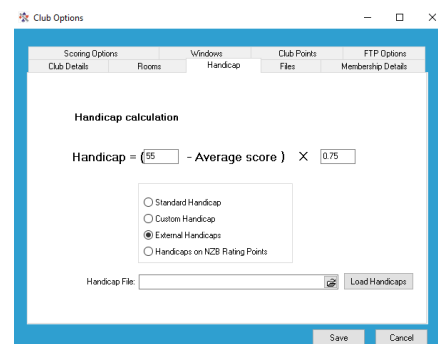 Club Options
Scoring Options Windows Club Points FTP Options
Club Details Rooms Handicap Files Membership Details
Handicap calculation
Handicap = ( 55 - Average score ) X 0.75
Standard Handicap
Custom Handicap
External Handicaps
Handicaps on NZB Rating Points
Handicap File: Load Handicaps
Save Cancel